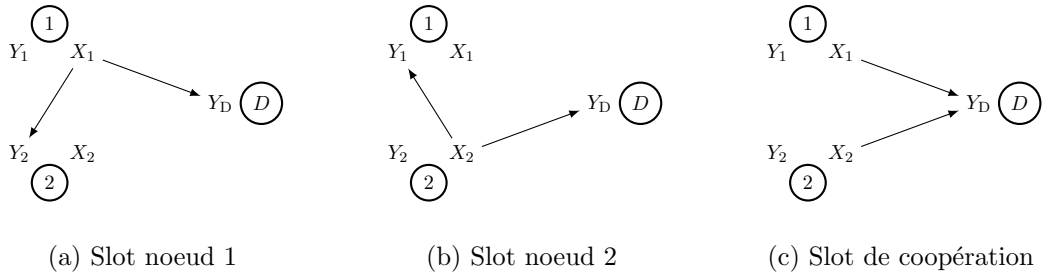 1 1 1
Y1 X1 Y1 X1 Y1 X1
YD D YD D YD D
Y2 X2 Y2 X2 Y2 X2
2 2 2
(a) Slot noeud 1 (b) Slot noeud 2 (c) Slot de coopération